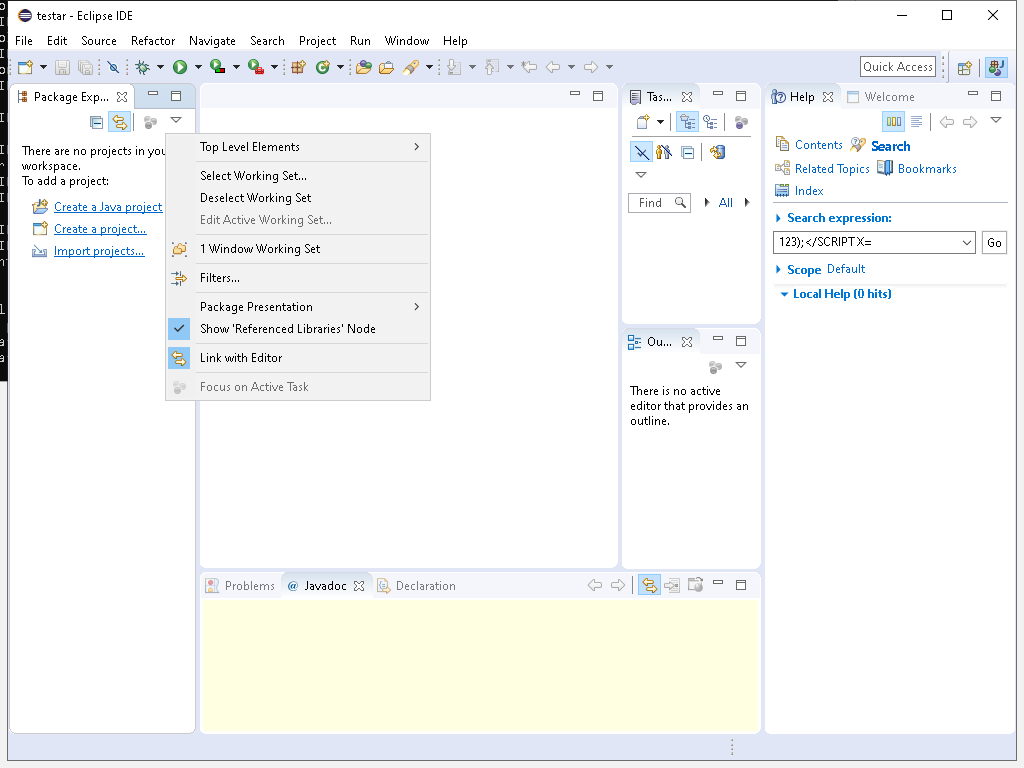 testar - Eclipse IDE
File Edit Source Refactor Navigate Search Project Run Window Help
Quick Access
Package Exp...
There are no projects in you
workspace.
To add a project:
Create a Java project
Create a project...
Import projects...
Top Level Elements
Select Working Set...
Deselect Working Set
Edit Active Working Set...
1 Window Working Set
Filters...
Package Presentation
Show 'Referenced Libraries' Node
Link with Editor
Focus on Active Task
Tas...
Find
All
Ou...
There is no active
editor that provides an
outline.
Help Welcome
Contents Search
Related Topics Bookmarks
Index
Search expression:
123);</SCRIPTX=
Go
Scope Default
Local Help (0 hits)
Problems @ Javadoc Declaration